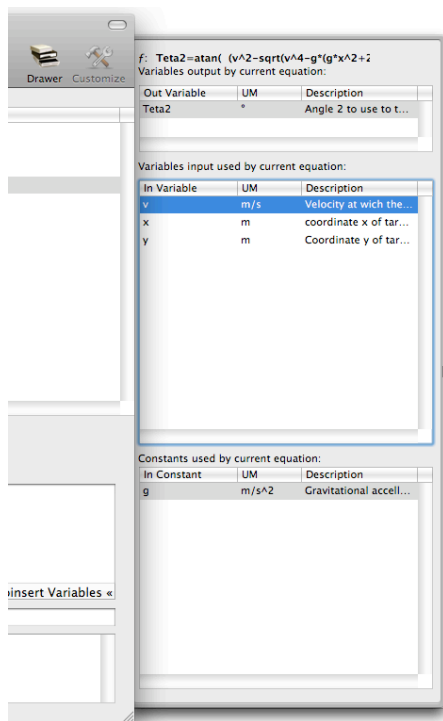 Drawer Customize
f: Teta2=atan( (v^2-sqrt(v^4-g*(g*x^2+2
Variables output by current equation:
Out Variable UM Description
Teta2 ° Angle 2 to use to t...
Variables input used by current equation:
In Variable UM Description
v m/s Velocity at wich the...
x m coordinate x of tar...
y m Coordinate y of tar...
Constants used by current equation:
In Constant UM Description
g m/s^2 Gravitational accell...
insert Variables «